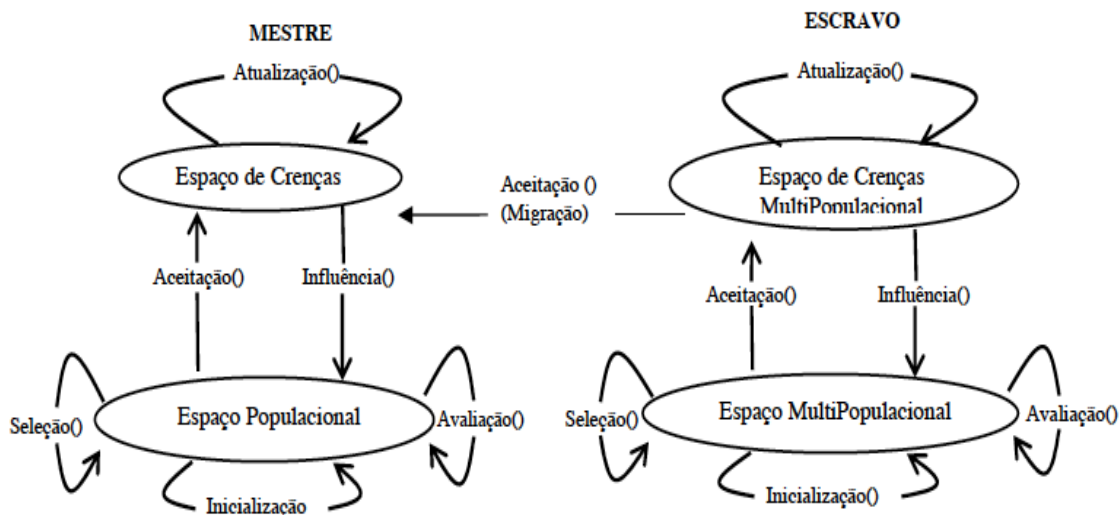 MESTRE
Atualização()
Espaço de Crenças
Aceitação()
Influência()
Seleção()
Espaço Populacional
Avaliação()
Inicialização
Aceitação ()
(Migração)
ESCRAVO
Atualização()
Espaço de Crenças
MultiPopulacional
Aceitação()
Influência()
Seleção()
Espaço MultiPopulacional
Avaliação()
Inicialização()